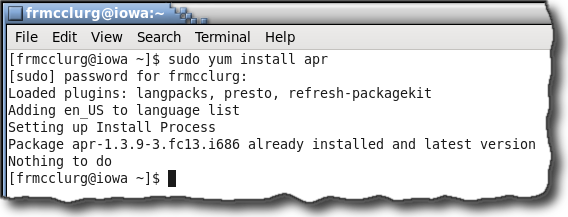 frmcclurg@iowa:~
File Edit View Search Terminal Help
[frmcclurg@iowa ~]$ sudo yum install apr
[sudo] password for frmcclurg:
Loaded plugins: langpacks, presto, refresh-packagekit
Adding en_US to language list
Setting up Install Process
Package apr-1.3.9-3.fc13.i686 already installed and latest version
Nothing to do
[frmcclurg@iowa ~]$